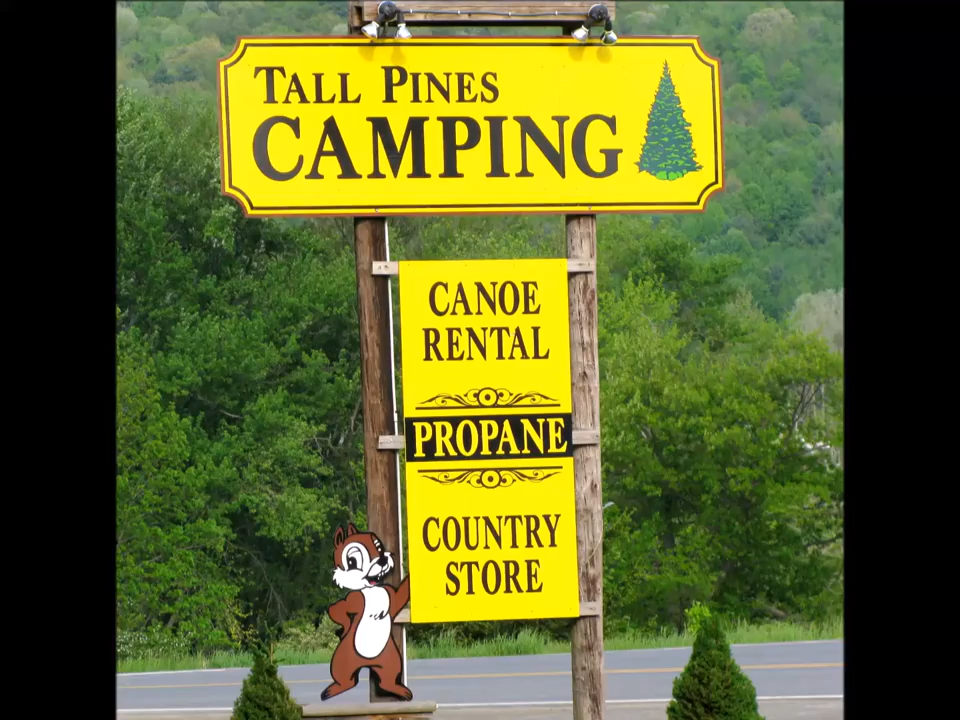 TALL PINES
CAMPING
CANOE
RENTAL
PROPANE
COUNTRY
STORE